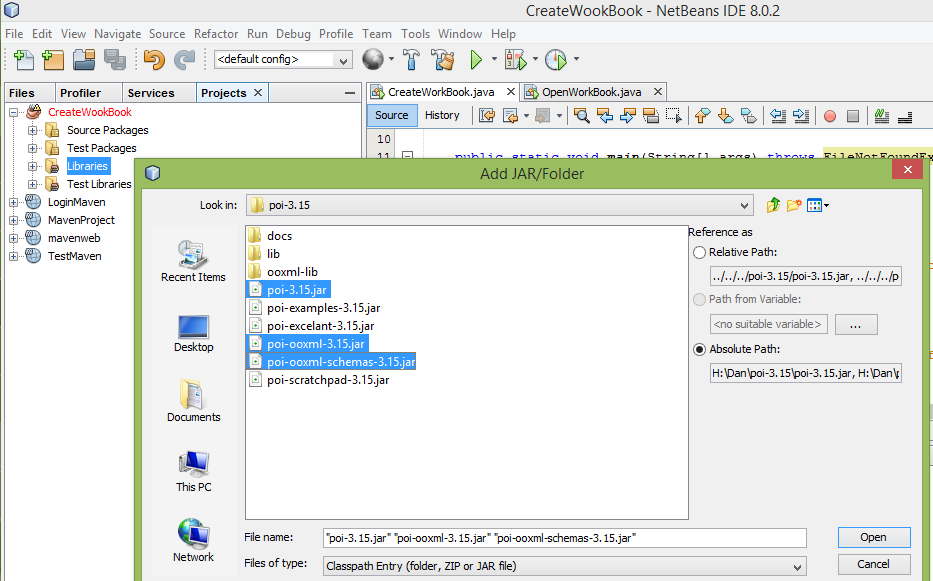 CreateWookBook - NetBeans IDE 8.0.2
File Edit View Navigate Source Refactor Run Debug Profile Team Tools Window Help
<default config>
Files Profiler Services Projects
CreateWookBook.java OpenWorkBook.java
CreateWookBook
Source Packages
Test Packages
Libraries
Test Libraries
LoginMaven
MavenProject
mavenweb
TestMaven
Source History
10
11 public static void main(String[] args) throws FileNotFoundEx
Add JAR/Folder
Look in: poi-3.15
Recent Items
Desktop
Documents
This PC
Network
docs
lib
ooxml-lib
poi-3.15.jar
poi-examples-3.15.jar
poi-excelant-3.15.jar
poi-ooxml-3.15.jar
poi-ooxml-schemas-3.15.jar
poi-scratchpad-3.15.jar
Reference as
Relative Path:
../../../poi-3.15/poi-3.15.jar, ../../../p
Path from Variable:
<no suitable variable> ...
Absolute Path:
H:\Dan\poi-3.15\poi-3.15.jar, H:\Dan\p
File name: "poi-3.15.jar" "poi-ooxml-3.15.jar" "poi-ooxml-schemas-3.15.jar"
Open
Files of type: Classpath Entry (folder, ZIP or JAR file)
Cancel